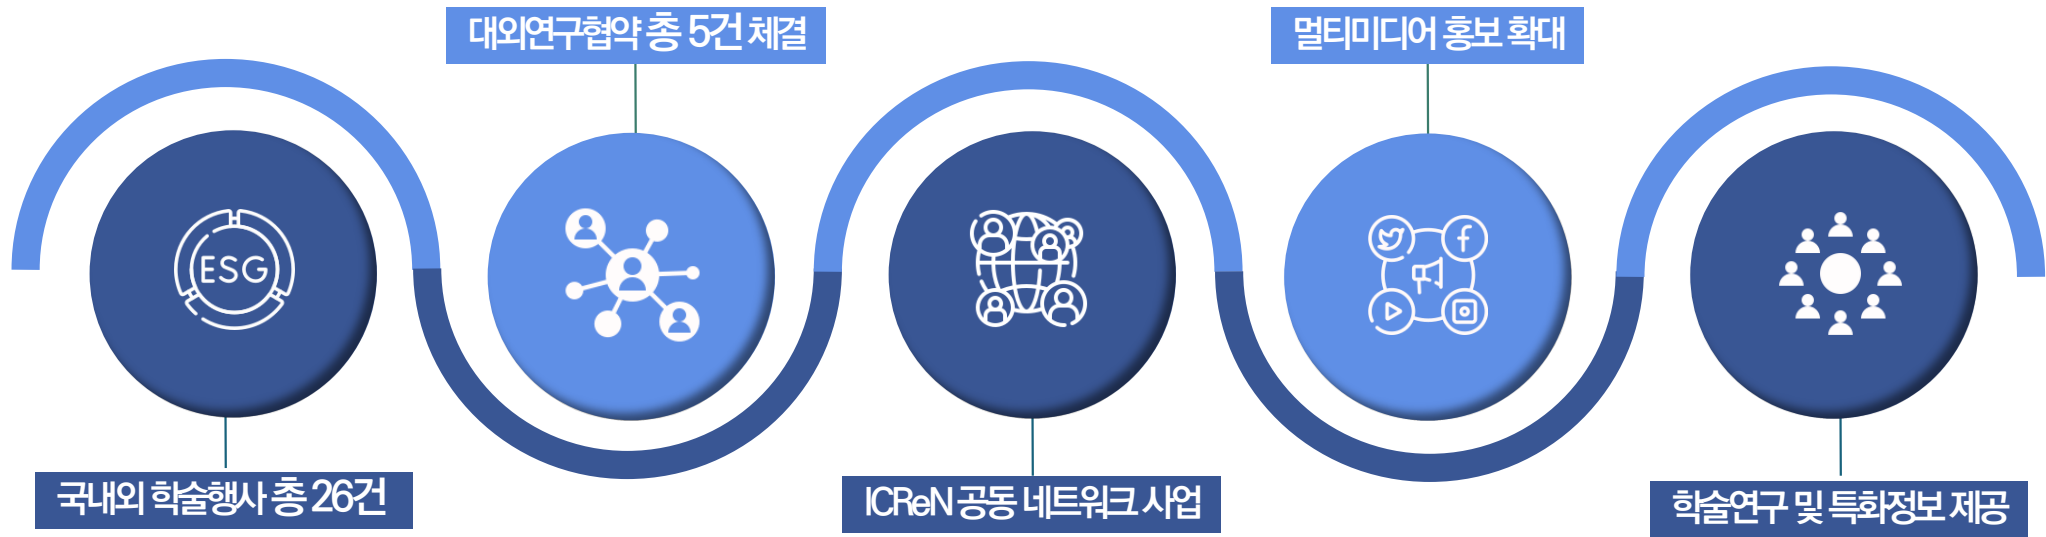 대외연구협약 총 5건 체결
멀티미디어 홍보 확대
ESG
국내외 학술행사 총 26건
ICReN 공동 네트워크 사업
학술연구 및 특화정보 제공